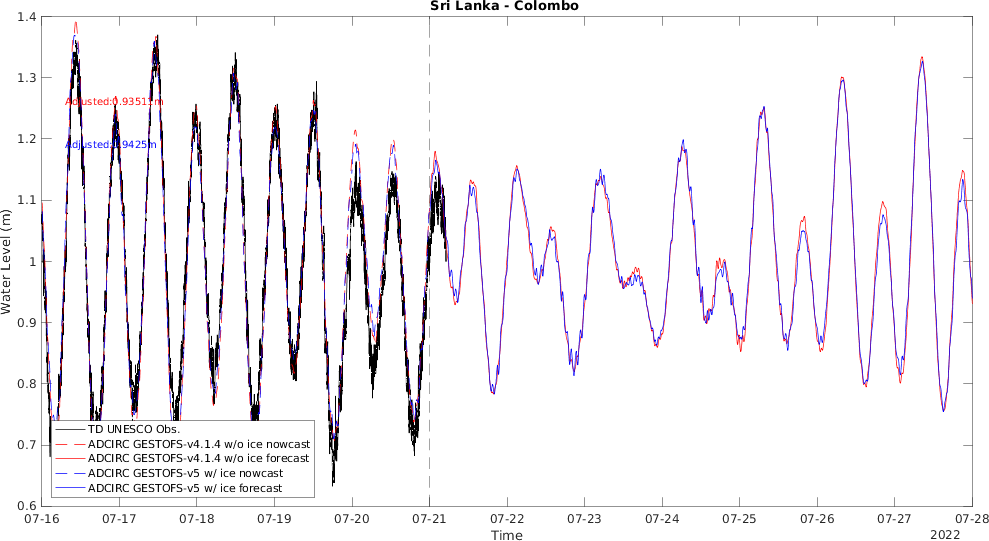 Sri Lanka - Colombo
Water Level (m)
1.4
1.3
1.2
1.1
1
0.9
0.8
0.7
0.6
Adjusted:0.93511m
TD UNESCO Obs.
ADCIRC GESTOFS-v4.1.4 w/o ice nowcast
ADCIRC GESTOFS-v4.1.4 w/o ice forecast
ADCIRC GESTOFS-v5 w/ ice nowcast
ADCIRC GESTOFS-v5 w/ ice forecast
07-16 07-17 07-18 07-19 07-20 07-21 07-22 07-23 07-24 07-25 07-26 07-27 07-28
Time
2022